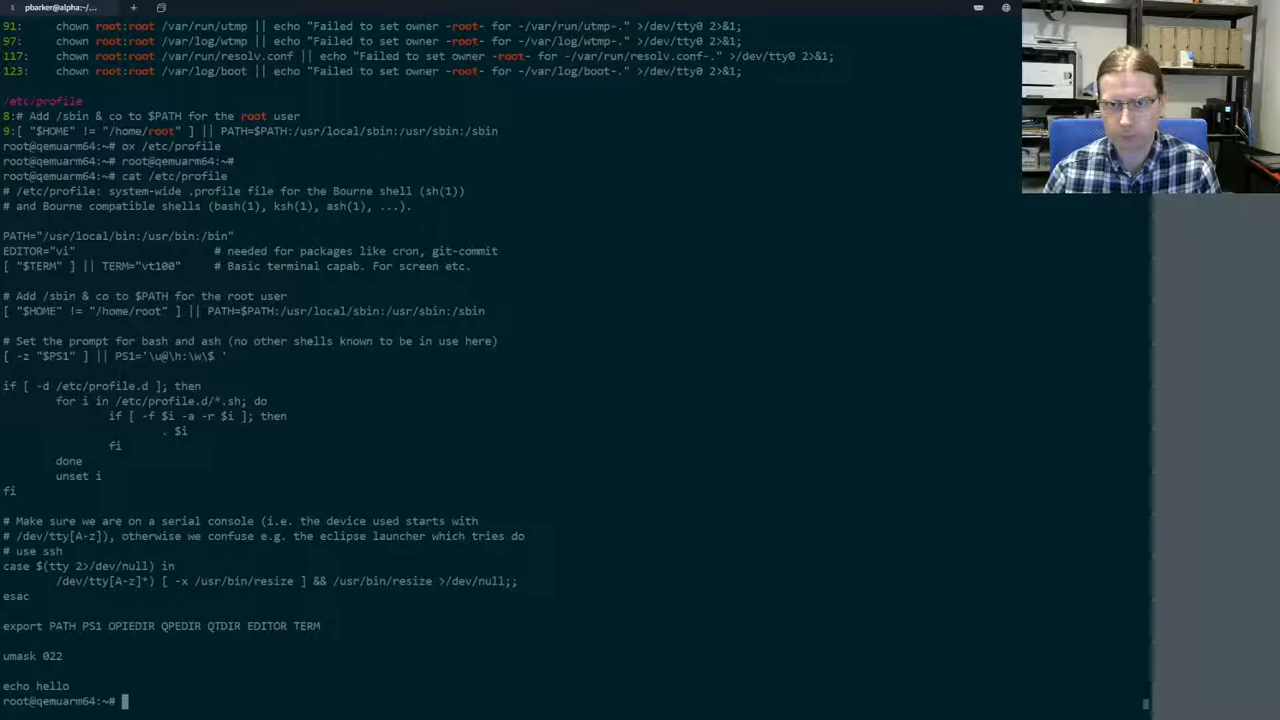 pbarker@alpha:~/...
91:    chown root:root /var/run/utmp || echo "Failed to set owner -root- for -/var/run/utmp-." >/dev/tty0 2>&1;
97:    chown root:root /var/log/wtmp || echo "Failed to set owner -root- for -/var/log/wtmp-." >/dev/tty0 2>&1;
117:    chown root:root /var/run/resolv.conf || echo "Failed to set owner -root- for -/var/run/resolv.conf-." >/dev/tty0 2>&1;
123:    chown root:root /var/log/boot || echo "Failed to set owner -root- for -/var/log/boot-." >/dev/tty0 2>&1;
/etc/profile
8:# Add /sbin & co to $PATH for the root user
9:[ "$HOME" != "/home/root" ] || PATH=$PATH:/usr/local/sbin:/usr/sbin:/sbin
root@qemuarm64:~# ox /etc/profile
root@qemuarm64:~# root@qemuarm64:~#
root@qemuarm64:~# cat /etc/profile
# /etc/profile: system-wide .profile file for the Bourne shell (sh(1))
# and Bourne compatible shells (bash(1), ksh(1), ash(1), ...).
PATH="/usr/local/bin:/usr/bin:/bin"
EDITOR="vi"                     # needed for packages like cron, git-commit
[ "$TERM" ] || TERM="vt100"     # Basic terminal capab. For screen etc.
# Add /sbin & co to $PATH for the root user
[ "$HOME" != "/home/root" ] || PATH=$PATH:/usr/local/sbin:/usr/sbin:/sbin
# Set the prompt for bash and ash (no other shells known to be in use here)
[ -z "$PS1" ] || PS1='\u@\h:\w\$ '
if [ -d /etc/profile.d ]; then
        for i in /etc/profile.d/*.sh; do
                if [ -f $i -a -r $i ]; then
                        . $i
                fi
        done
        unset i
fi
# Make sure we are on a serial console (i.e. the device used starts with
# /dev/tty[A-z]), otherwise we confuse e.g. the eclipse launcher which tries do
# use ssh
case $(tty 2>/dev/null) in
        /dev/tty[A-z]*) [ -x /usr/bin/resize ] && /usr/bin/resize >/dev/null;;
esac
export PATH PS1 OPIEDIR QPEDIR QTDIR EDITOR TERM
umask 022
echo hello
root@qemuarm64:~#